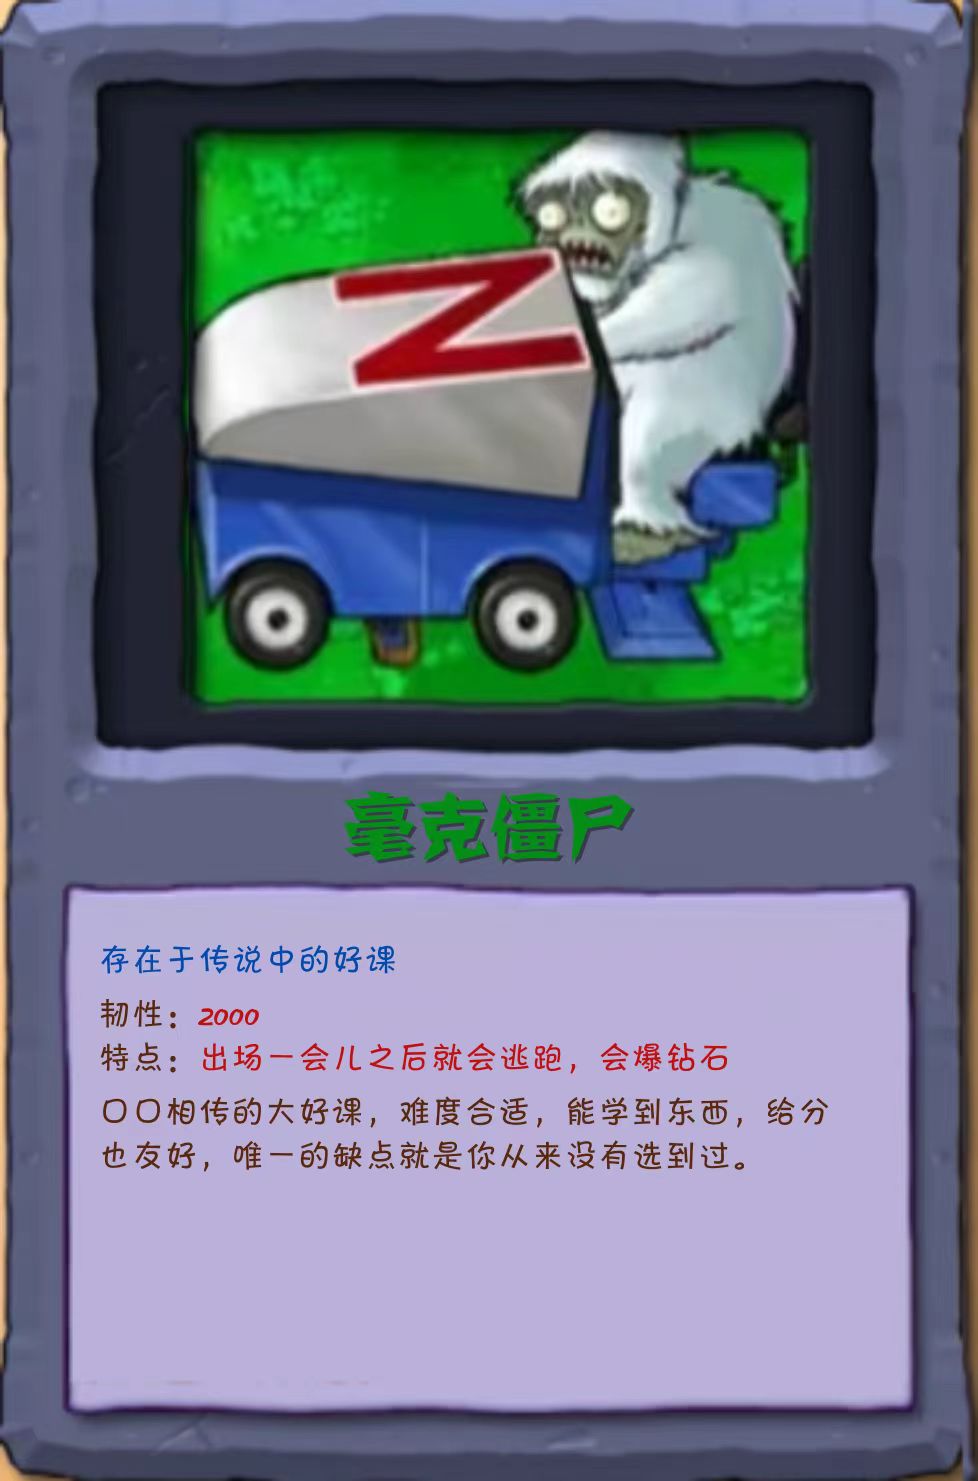 Z
毫克僵尸
存在于传说中的好课
韧性：2000
特点：出场一会儿之后就会逃跑，会爆钻石
口口相传的大好课，难度合适，能学到东西，给分
也友好，唯一的缺点就是你从来没有选到过。